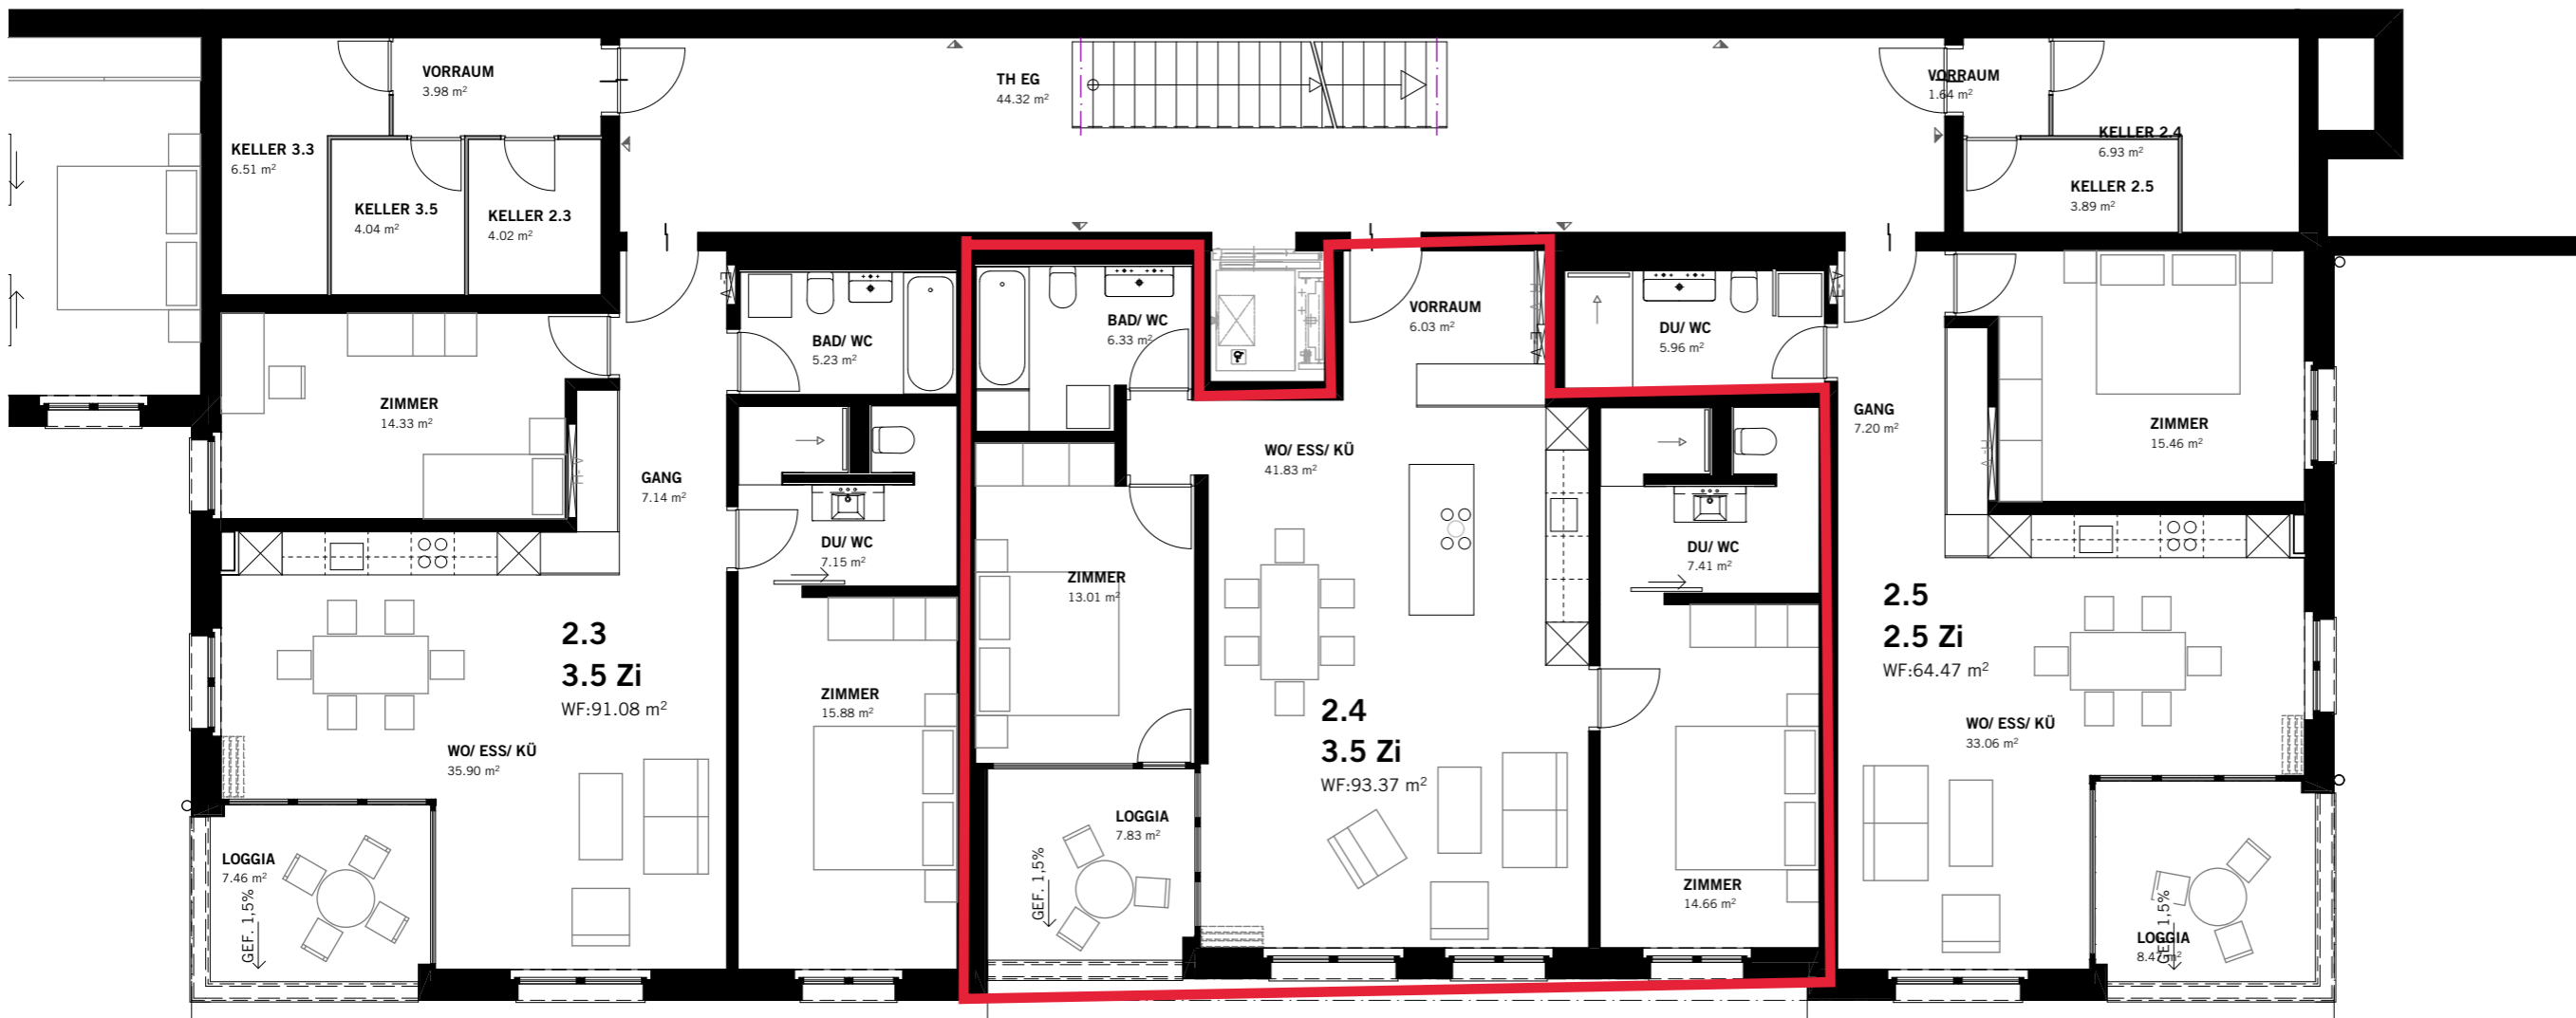 VORRAUM
3.98 m²
TH EG
44.32 m²
VORRAUM
1.64 m²
KELLER 3.3
6.51 m²
KELLER 3.5
4.04 m²
KELLER 2.3
4.02 m²
KELLER 2.4
6.93 m²
KELLER 2.5
3.89 m²
BAD/ WC
5.23 m²
BAD/ WC
6.33 m²
VORRAUM
6.03 m²
DU/ WC
5.96 m²
ZIMMER
14.33 m²
GANG
7.14 m²
WO/ ESS/ KÜ
41.83 m²
GANG
7.20 m²
ZIMMER
15.46 m²
DU/ WC
7.15 m²
ZIMMER
13.01 m²
DU/ WC
7.41 m²
2.3
3.5 Zi
WF:91.08 m²
2.4
3.5 Zi
WF:93.37 m²
2.5
2.5 Zi
WF:64.47 m²
ZIMMER
15.88 m²
WO/ ESS/ KÜ
35.90 m²
WO/ ESS/ KÜ
33.06 m²
LOGGIA
7.46 m²
GEF. 1,5%
LOGGIA
7.83 m²
GEF. 1,5%
ZIMMER
14.66 m²
LOGGIA
8.47 m²
GEF. 1,5%